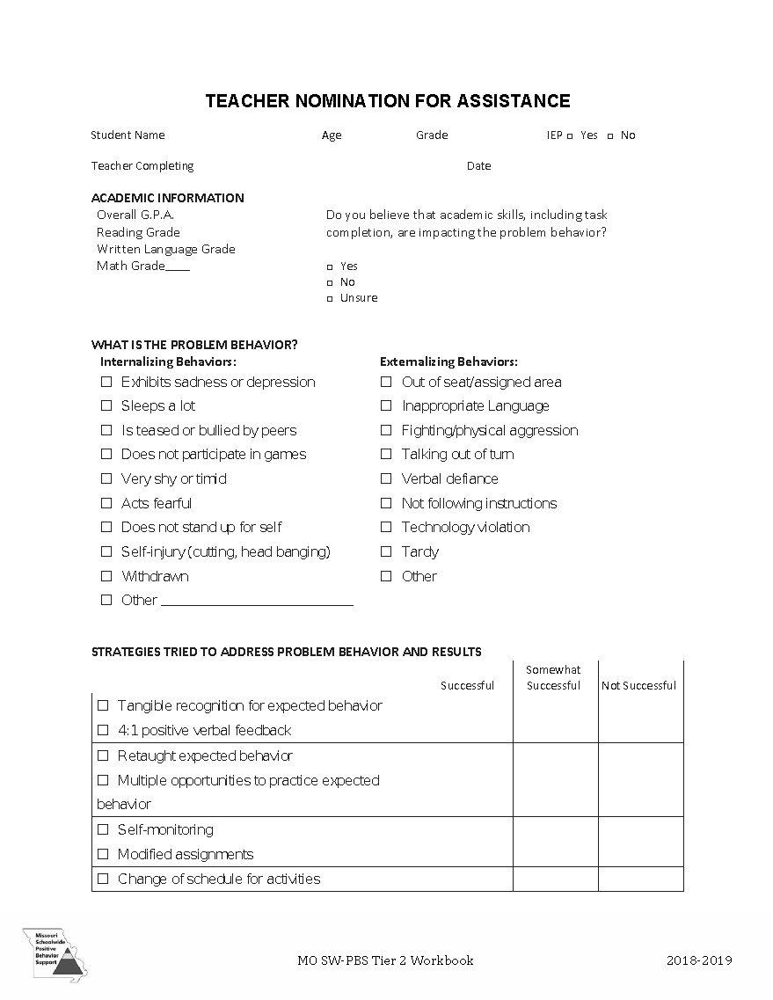 TEACHER NOMINATION FOR ASSISTANCE
Student Name Age Grade IEP □ Yes □ No
Teacher Completing Date
ACADEMIC INFORMATION
Overall G.P.A.
Reading Grade
Written Language Grade
Math Grade____
Do you believe that academic skills, including task
completion, are impacting the problem behavior?
□ Yes
□ No
□ Unsure
WHAT IS THE PROBLEM BEHAVIOR?
Internalizing Behaviors:
☐ Exhibits sadness or depression
☐ Sleeps a lot
☐ Is teased or bullied by peers
☐ Does not participate in games
☐ Very shy or timid
☐ Acts fearful
☐ Does not stand up for self
☐ Self-injury (cutting, head banging)
☐ Withdrawn
☐ Other ___________________________
Externalizing Behaviors:
☐ Out of seat/assigned area
☐ Inappropriate Language
☐ Fighting/physical aggression
☐ Talking out of turn
☐ Verbal defiance
☐ Not following instructions
☐ Technology violation
☐ Tardy
☐ Other
STRATEGIES TRIED TO ADDRESS PROBLEM BEHAVIOR AND RESULTS
Successful
Somewhat
Successful
Not Successful
☐ Tangible recognition for expected behavior
☐ 4:1 positive verbal feedback
☐ Retaught expected behavior
☐ Multiple opportunities to practice expected
behavior
☐ Self-monitoring
☐ Modified assignments
☐ Change of schedule for activities
Missouri
Schoolwide
Positive
Behavior
Support
MO SW-PBS Tier 2 Workbook 2018-2019